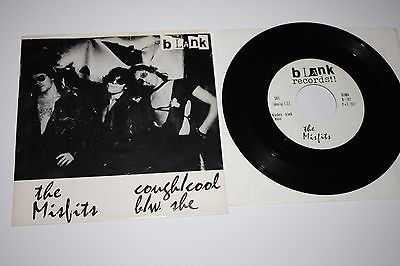 blank
the
Misfits
cough/cool
b/w she
blank
records!!
the
Misfits